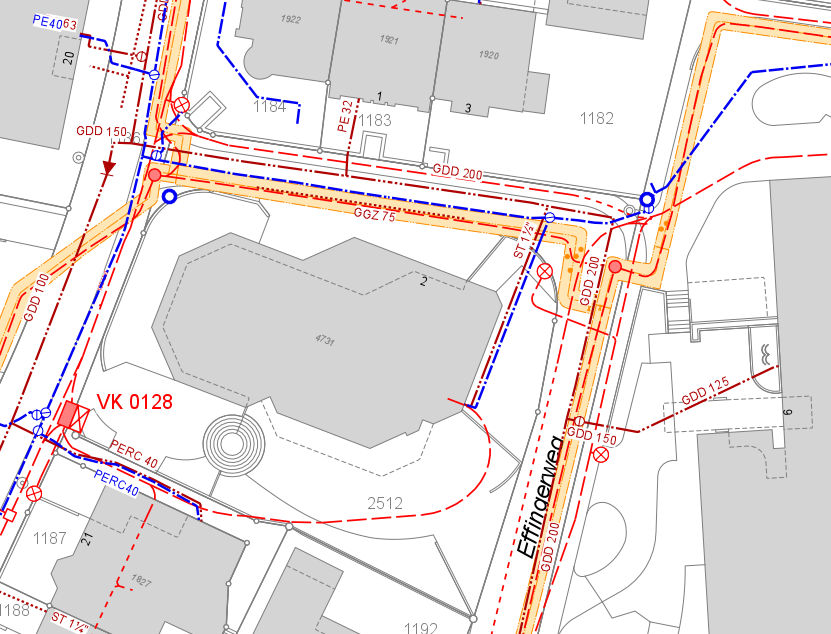 GDD
1922
PE4063
1921
1920
20
1
3
1184
PE 32
1183
1182
GDD 150
GDD 200
GGZ 75
ST 1½"
GDD 100
2
GDD 200
4731
GDD 125
VK 0128
6
GDD 150
PERC 40
PERC40
Effingerweg
2512
1187
21
GDD 200
1827
1188
ST 1¼"
1192